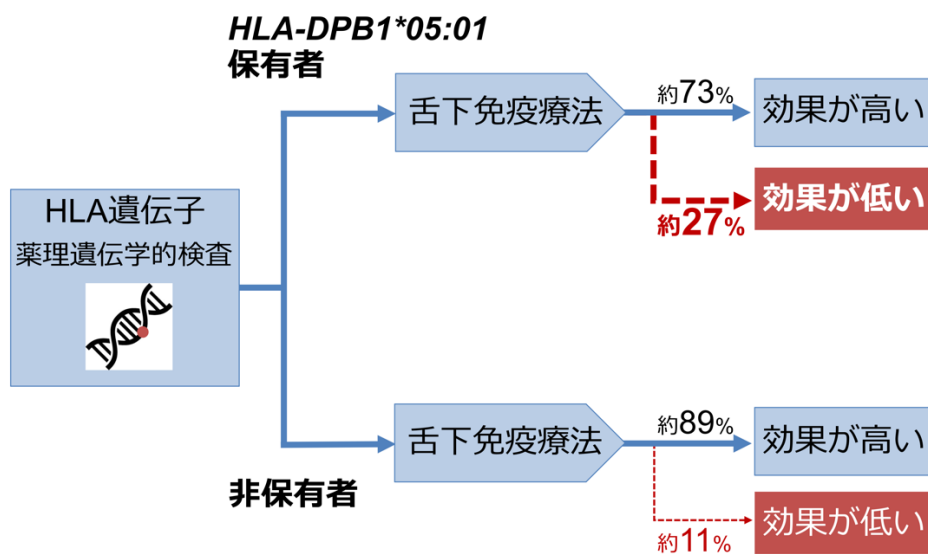 HLA-DPB1*05:01
保有者
舌下免疫療法
約73%
効果が高い
効果が低い
約27%
HLA遺伝子
薬理遺伝学的検査
舌下免疫療法
約89%
効果が高い
非保有者
効果が低い
約11%